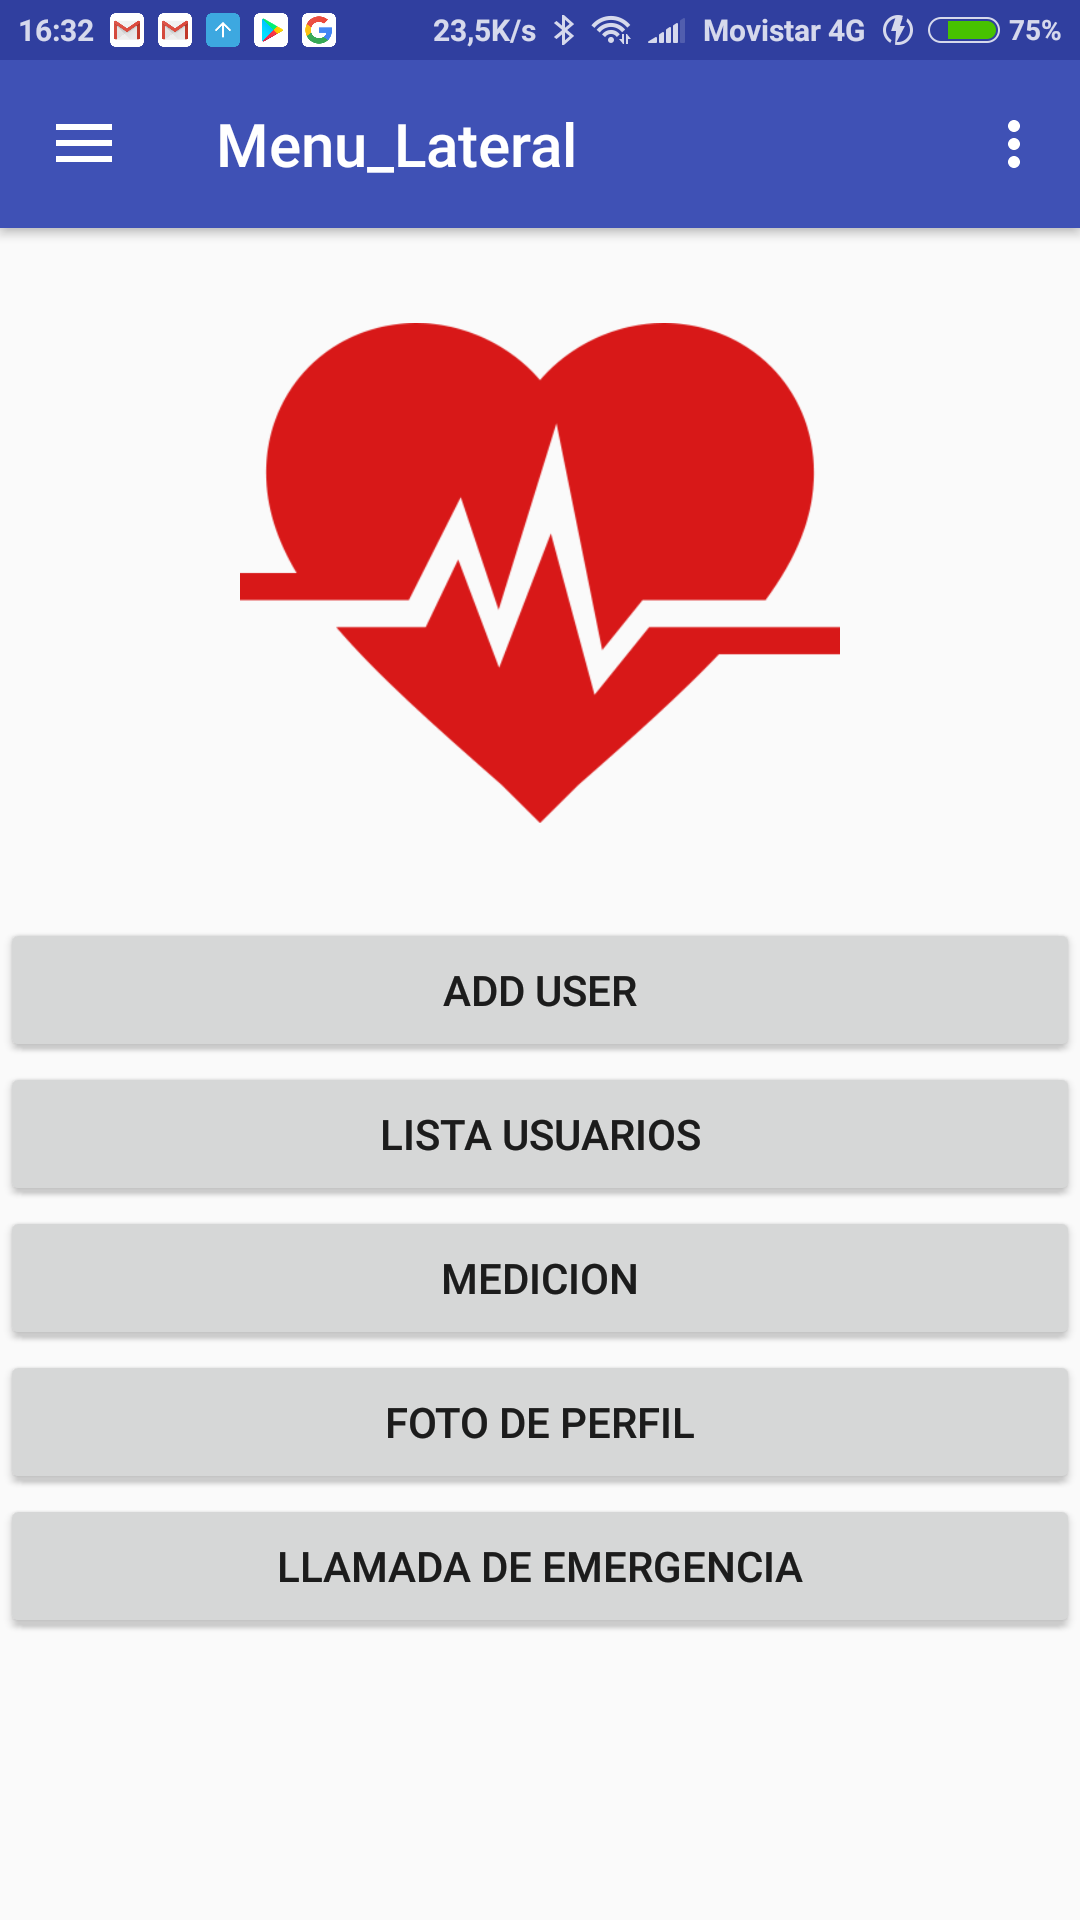 16:32 23,5K/s Movistar 4G 75%
Menu_Lateral
ADD USER
LISTA USUARIOS
MEDICION
FOTO DE PERFIL
LLAMADA DE EMERGENCIA